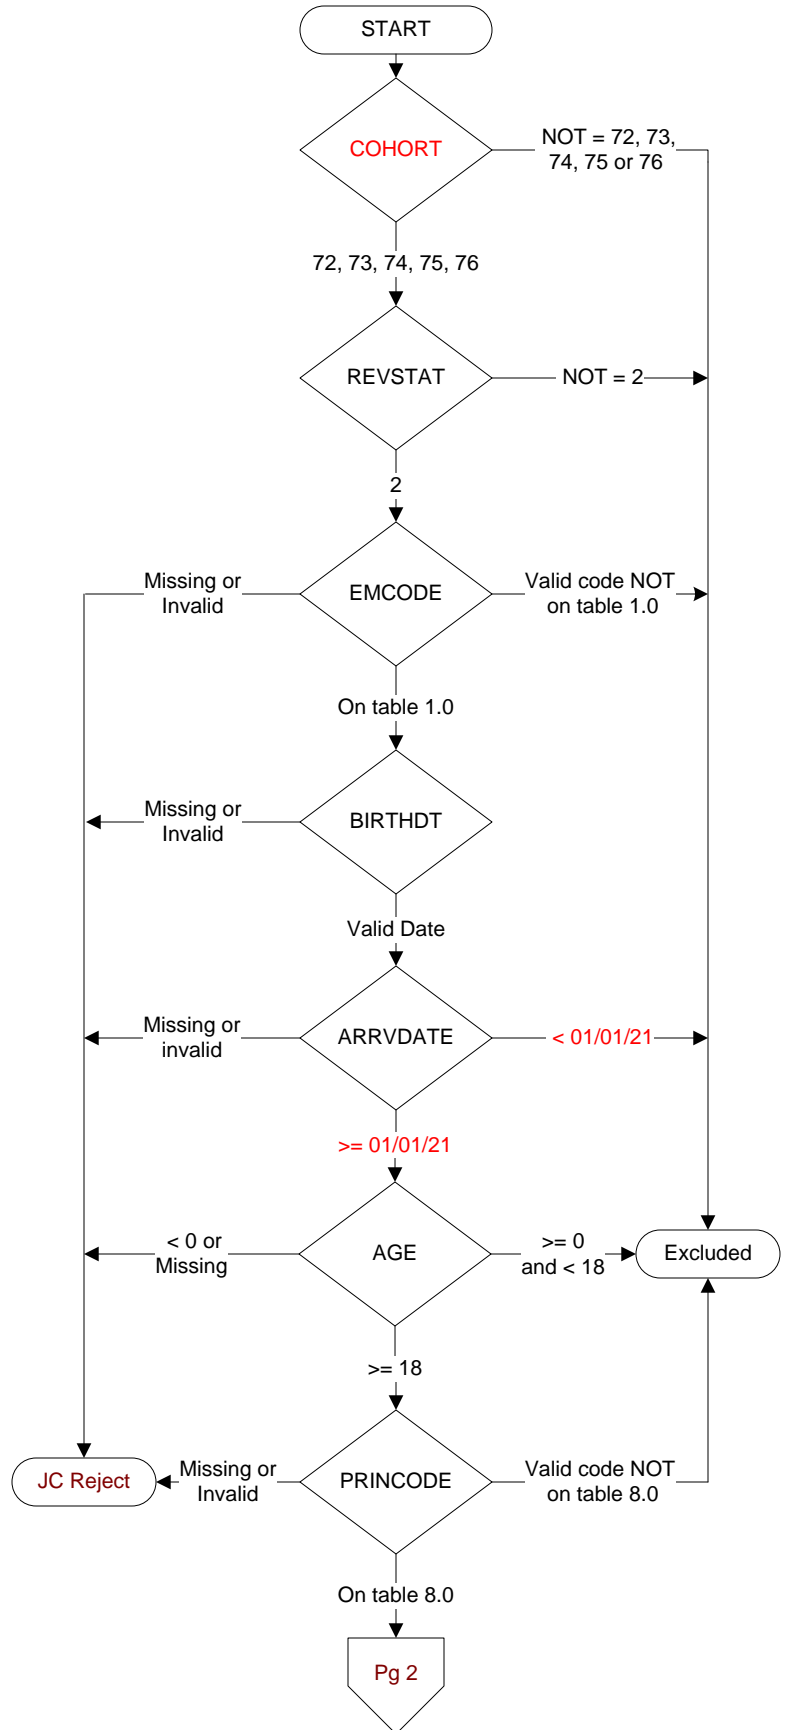 START
COHORT
NOT = 72, 73,
74, 75 or 76
72, 73, 74, 75, 76
REVSTAT
NOT = 2
2
Missing or
Invalid
EMCODE
Valid code NOT
on table 1.0
On table 1.0
Missing or
Invalid
BIRTHDT
Valid Date
Missing or
invalid
ARRVDATE
< 01/01/21
>= 01/01/21
< 0 or
Missing
AGE
>= 0
and < 18
Excluded
>= 18
JC Reject
Missing or
Invalid
PRINCODE
Valid code NOT
on table 8.0
On table 8.0
Pg 2